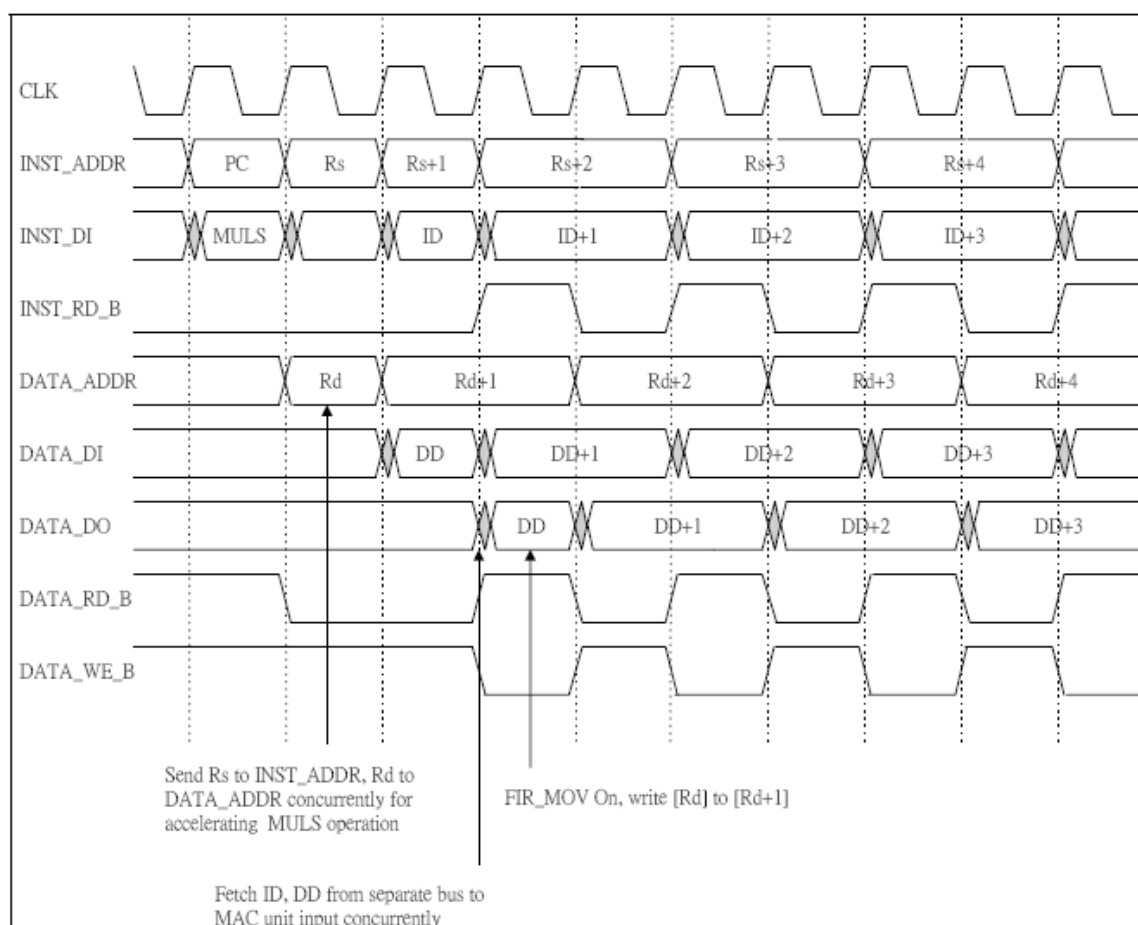 CLK
INST_ADDR PC Rs Rs+1 Rs+2 Rs+3 Rs+4
INST_DI MULS ID ID+1 ID+2 ID+3
INST_RD_B
DATA_ADDR Rd Rd+1 Rd+2 Rd+3 Rd+4
DATA_DI DD DD+1 DD+2 DD+3
DATA_DO DD DD+1 DD+2 DD+3
DATA_RD_B
DATA_WE_B
Send Rs to INST_ADDR, Rd to
DATA_ADDR concurrently for
accelerating MULS operation
FIR_MOV On, write [Rd] to [Rd+1]
Fetch ID, DD from separate bus to
MAC unit input concurrently